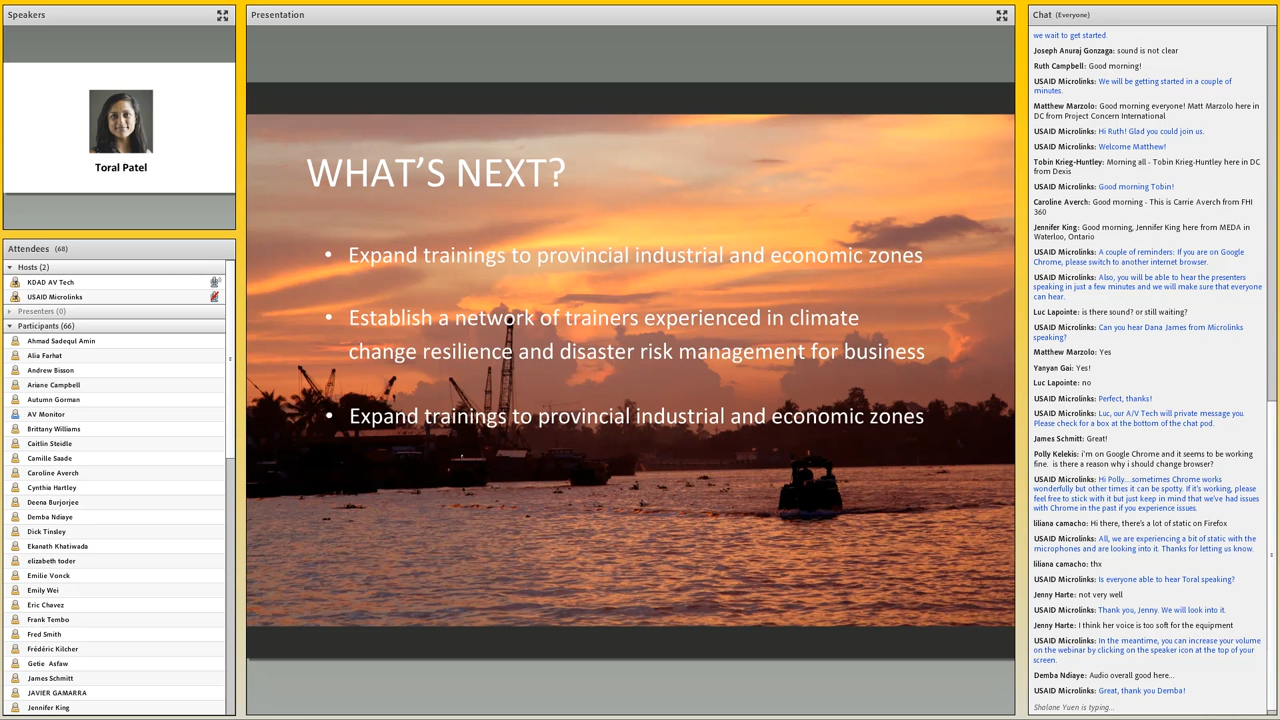 Speakers
Toral Patel
Attendees (68)
Hosts (2)
KDAD AV Tech
USAID Microlinks
Presenters (0)
Participants (66)
Ahmad Sadequl Amin
Alia Farhat
Andrew Bisson
Ariane Campbell
Autumn Gorman
AV Monitor
Brittany Williams
Caitlin Steidle
Camille Saade
Caroline Averch
Cynthia Hartley
Deena Burjorjee
Demba Ndiaye
Dick Tinsley
Ekanath Khatiwada
elizabeth toder
Emilie Vonck
Emily Wei
Eric Chavez
Frank Tembo
Fred Smith
Frédéric Kilcher
Getie Asfaw
James Schmitt
JAVIER GAMARRA
Jennifer King
Presentation
WHAT'S NEXT?
• Expand trainings to provincial industrial and economic zones
• Establish a network of trainers experienced in climate
change resilience and disaster risk management for business
• Expand trainings to provincial industrial and economic zones
Chat (Everyone)
we wait to get started.
Joseph Anuraj Gonzaga: sound is not clear
Ruth Campbell: Good morning!
USAID Microlinks: We will be getting started in a couple of
minutes.
Matthew Marzolo: Good morning everyone! Matt Marzolo here in
DC from Project Concern International
USAID Microlinks: Hi Ruth! Glad you could join us.
USAID Microlinks: Welcome Matthew!
Tobin Krieg-Huntley: Morning all - Tobin Krieg-Huntley here in DC
from Dexis
USAID Microlinks: Good morning Tobin!
Caroline Averch: Good morning - This is Carrie Averch from FHI
360
Jennifer King: Good morning, Jennifer King here from MEDA in
Waterloo, Ontario
USAID Microlinks: A couple of reminders: If you are on Google
Chrome, please switch to another internet browser.
USAID Microlinks: Also, you will be able to hear the presenters
speaking in just a few minutes and we will make sure that everyone
can hear.
Luc Lapointe: is there sound? or still waiting?
USAID Microlinks: Can you hear Dana James from Microlinks
speaking?
Matthew Marzolo: Yes
Yanyan Gai: Yes!
Luc Lapointe: no
USAID Microlinks: Perfect, thanks!
USAID Microlinks: Luc, our A/V Tech will private message you.
Please check for a box at the bottom of the chat pod.
James Schmitt: Great!
Polly Kelekis: i'm on Google Chrome and it seems to be working
fine. is there a reason why i should change browser?
USAID Microlinks: Hi Polly....sometimes Chrome works
wonderfully but other times it can be spotty. If it's working, please
feel free to stick with it but just keep in mind that we've had issues
with Chrome in the past if you experience issues.
liliana camacho: Hi there, there's a lot of static on Firefox
USAID Microlinks: All, we are experiencing a bit of static with the
microphones and are looking into it. Thanks for letting us know.
liliana camacho: thx
USAID Microlinks: Is everyone able to hear Toral speaking?
Jenny Harte: not very well
USAID Microlinks: Thank you, Jenny. We will look into it.
Jenny Harte: I think her voice is too soft for the equipment
USAID Microlinks: In the meantime, you can increase your volume
on the webinar by clicking on the speaker icon at the top of your
screen.
Demba Ndiaye: Audio overall good here...
USAID Microlinks: Great, thank you Demba!
Shalane Yuen is typing...